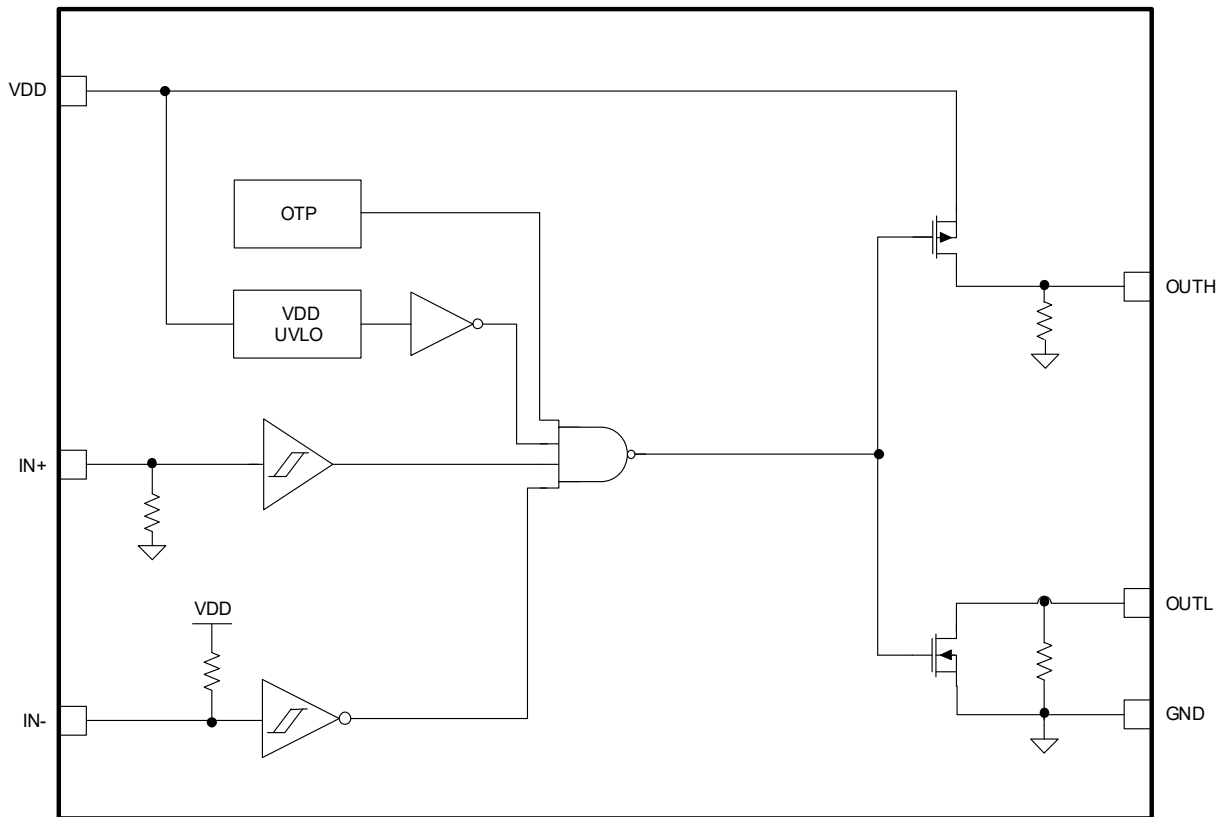 VDD
OTP
VDD
UVLO
OUTH
IN+
VDD
OUTL
IN-
GND